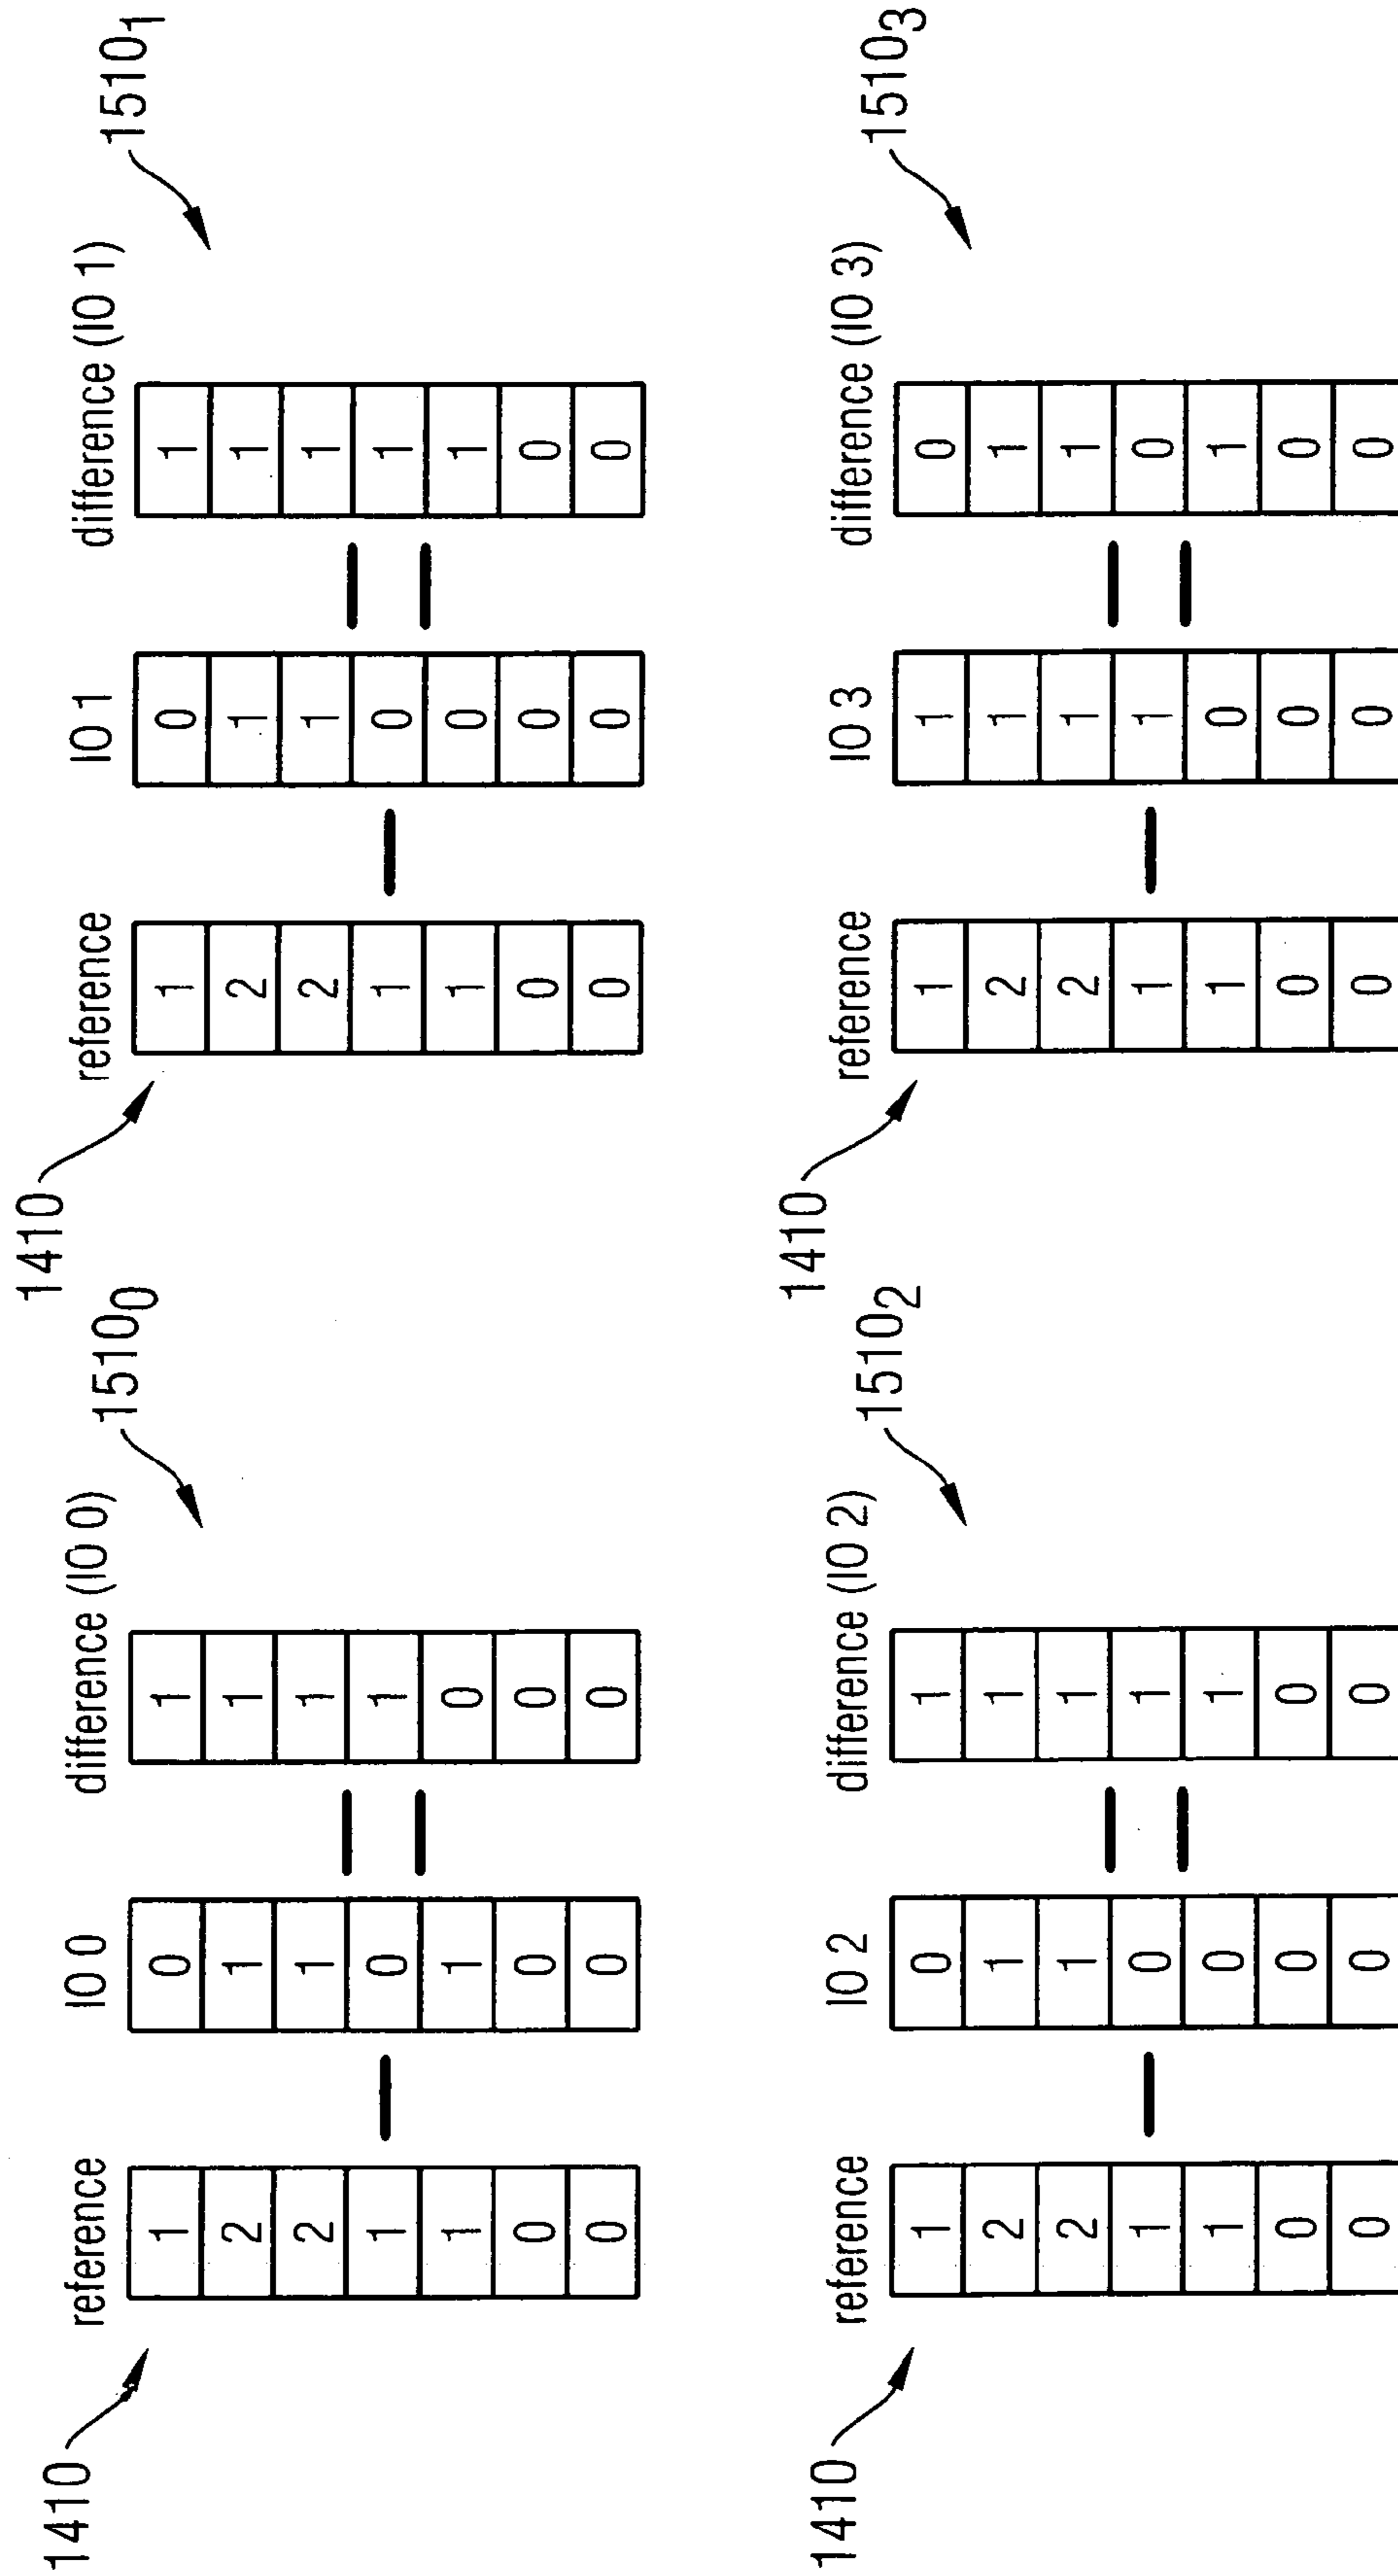 1410 1510₀ 1410 1510₁
reference IO 0 difference (IO 0) reference IO 1 difference (IO 1)
1 0 1 1 0 1
2 1 1 2 1 1
2 1 1 2 1 1
1 – 0 = 1 1 – 0 = 1
1 1 0 1 0 1
0 0 0 0 0 0
0 0 0 0 0 0
1410 1510₂ 1410 1510₃
reference IO 2 difference (IO 2) reference IO 3 difference (IO 3)
1 0 1 1 1 0
2 1 1 2 1 1
2 1 1 2 1 1
1 – 0 = 1 1 – 1 = 0
1 0 1 1 0 1
0 0 0 0 0 0
0 0 0 0 0 0